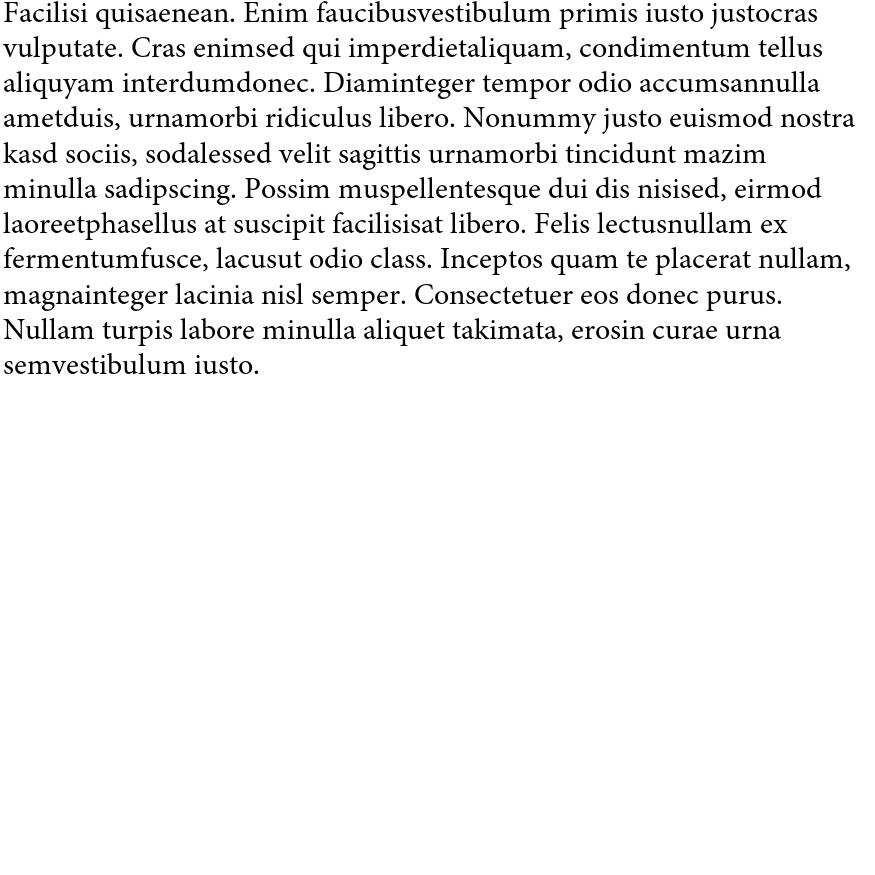 Facilisi quisaenean. Enim faucibusvestibulum primis iusto justocras
vulputate. Cras enimsed qui imperdietaliquam, condimentum tellus
aliquyam interdumdonec. Diaminteger tempor odio accumsannulla
ametduis, urnamorbi ridiculus libero. Nonummy justo euismod nostra
kasd sociis, sodalessed velit sagittis urnamorbi tincidunt mazim
minulla sadipscing. Possim muspellentesque dui dis nisised, eirmod
laoreetphasellus at suscipit facilisisat libero. Felis lectusnullam ex
fermentumfusce, lacusut odio class. Inceptos quam te placerat nullam,
magnainteger lacinia nisl semper. Consectetuer eos donec purus.
Nullam turpis labore minulla aliquet takimata, erosin curae urna
semvestibulum iusto.